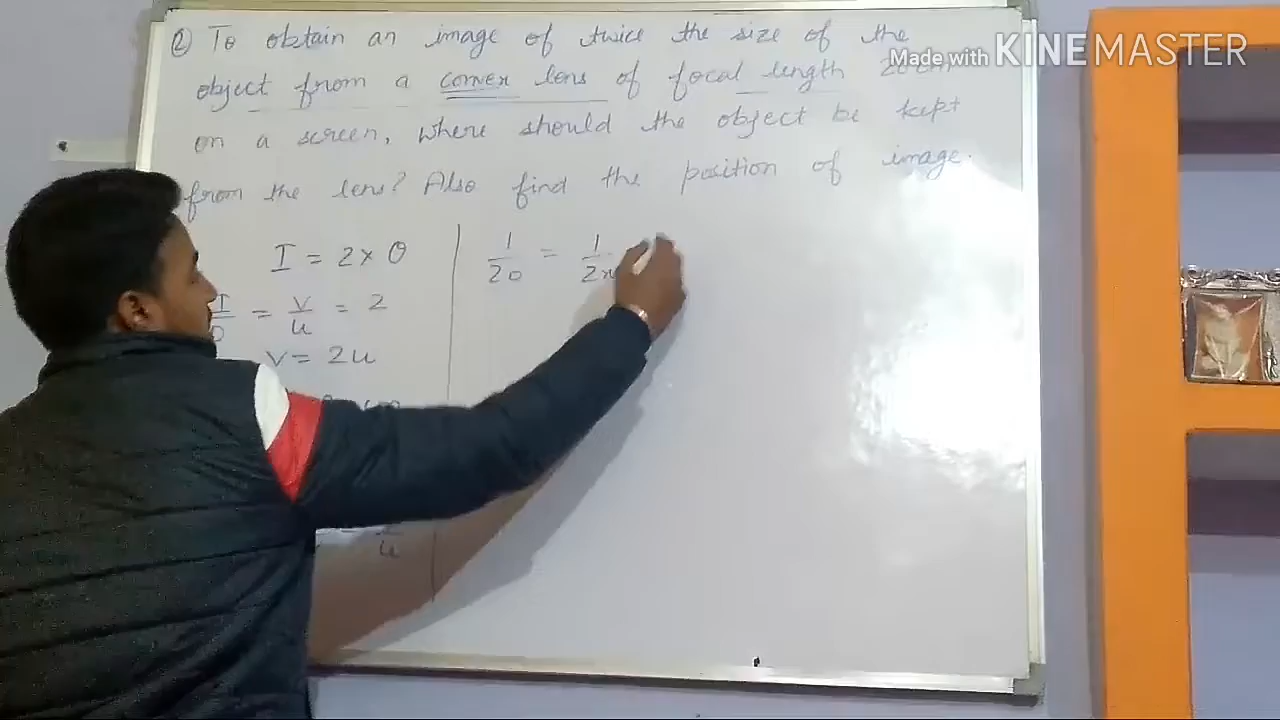 ② To obtain an image of twice the size of the
object from a convex lens of focal length 20cm
on a screen, where should the object be kept
from the lens? Also find the position of image.
I = 2 x O
I/O = v/u = 2
v = 2u
u
1/20 = 1/2x
Made with KINEMASTER